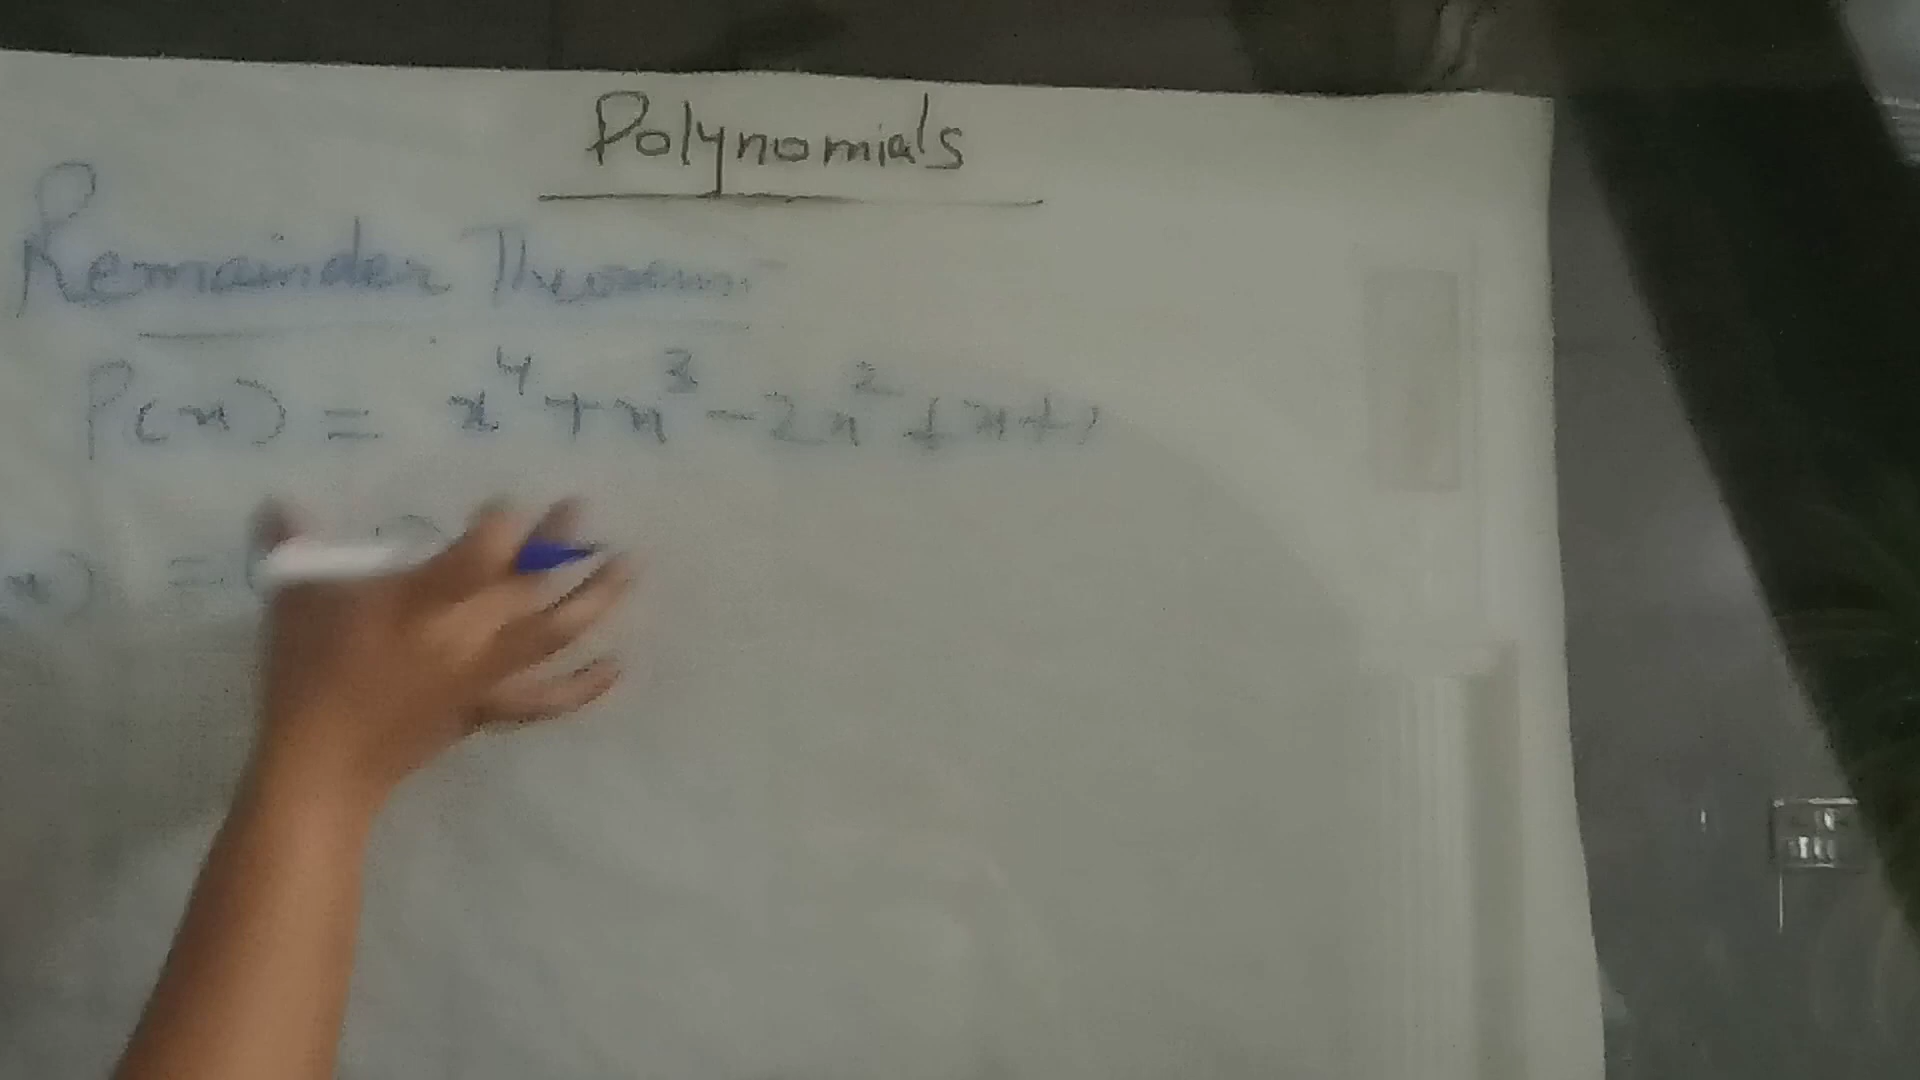 Polynomials
Remainder Theorem:
P(x) = x⁴+x³-2x²+x+1
x) =